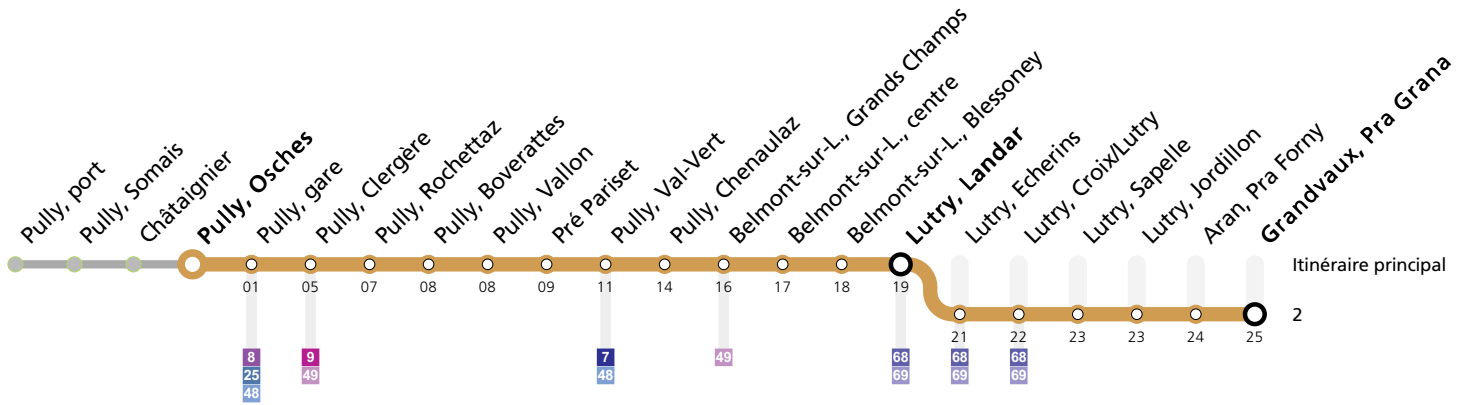 Pully, port
Pully, Somais
Châtaignier
Pully, Osches
Pully, gare
Pully, Clergère
Pully, Rochettaz
Pully, Boverattes
Pully, Vallon
Pré Pariset
Pully, Val-Vert
Pully, Chenaulaz
Belmont-sur-L., Grands Champs
Belmont-sur-L., centre
Belmont-sur-L., Blessoney
Lutry, Landar
Lutry, Echerins
Lutry, Croix/Lutry
Lutry, Sapelle
Lutry, Jordillon
Aran, Pra Forny
Grandvaux, Pra Grana
Itinéraire principal
01 05 07 08 08 09 11 14 16 17 18 19
2
21 22 23 23 24 25
8 9 7 49 68 68 68
25 49 48 69 69 69
48